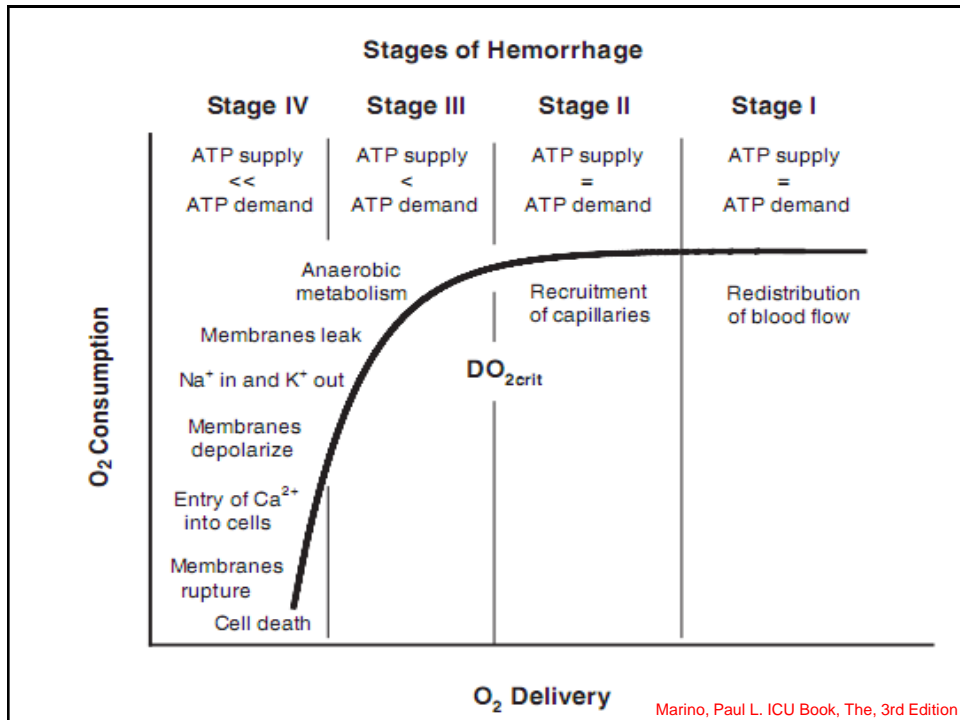 Stages of Hemorrhage
Stage IV Stage III Stage II Stage I
ATP supply ATP supply ATP supply ATP supply
<< < = =
ATP demand ATP demand ATP demand ATP demand
Anaerobic
metabolism
Recruitment
of capillaries
Redistribution
of blood flow
Membranes leak
DO₂crit
Na⁺ in and K⁺ out
Membranes
depolarize
Entry of Ca²⁺
into cells
Membranes
rupture
Cell death
O₂ Consumption
O₂ Delivery
Marino, Paul L. ICU Book, The, 3rd Edition